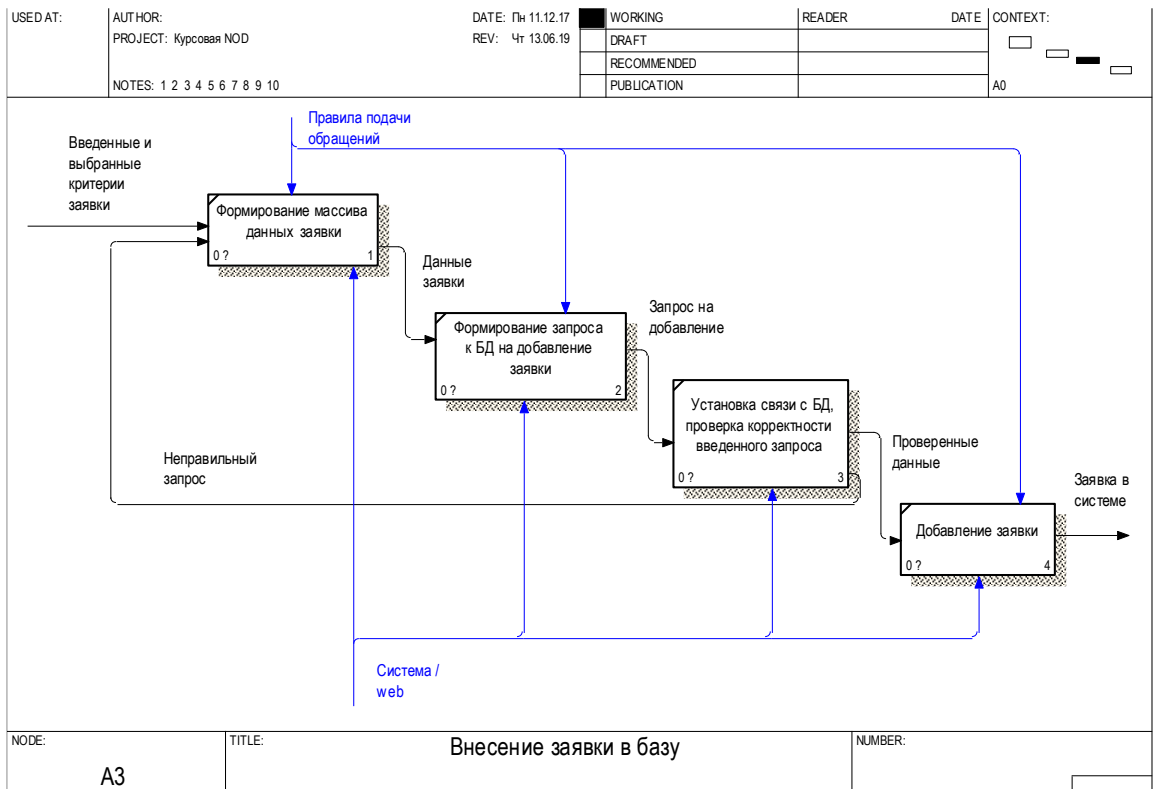 USED AT:
AUTHOR:
DATE: Пн 11.12.17
PROJECT: Курсовая NOD
REV: Чт 13.06.19
NOTES: 1 2 3 4 5 6 7 8 9 10
WORKING
DRAFT
RECOMMENDED
PUBLICATION
READER
DATE
CONTEXT:
A0
Правила подачи
обращений
Введенные и
выбранные
критерии
заявки
Формирование массива
данных заявки
0 ?
1
Данные
заявки
Формирование запроса
к БД на добавление
заявки
0 ?
2
Запрос на
добавление
Установка связи с БД,
проверка корректности
введенного запроса
0 ?
3
Неправильный
запрос
Проверенные
данные
Добавление заявки
0 ?
4
Заявка в
системе
Система /
web
NODE:
A3
TITLE:
Внесение заявки в базу
NUMBER: